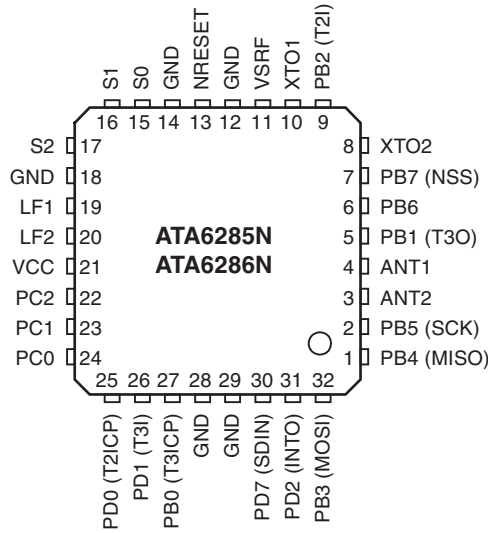 S1
S0
GND
NRESET
GND
VSRF
XTO1
PB2 (T2I)
16 15 14 13 12 11 10 9
S2 17
GND 18
LF1 19
LF2 20
VCC 21
PC2 22
PC1 23
PC0 24
ATA6285N
ATA6286N
8 XTO2
7 PB7 (NSS)
6 PB6
5 PB1 (T3O)
4 ANT1
3 ANT2
2 PB5 (SCK)
1 PB4 (MISO)
25 26 27 28 29 30 31 32
PD0 (T2ICP)
PD1 (T3I)
PB0 (T3ICP)
GND
GND
PD7 (SDIN)
PD2 (INTO)
PB3 (MOSI)